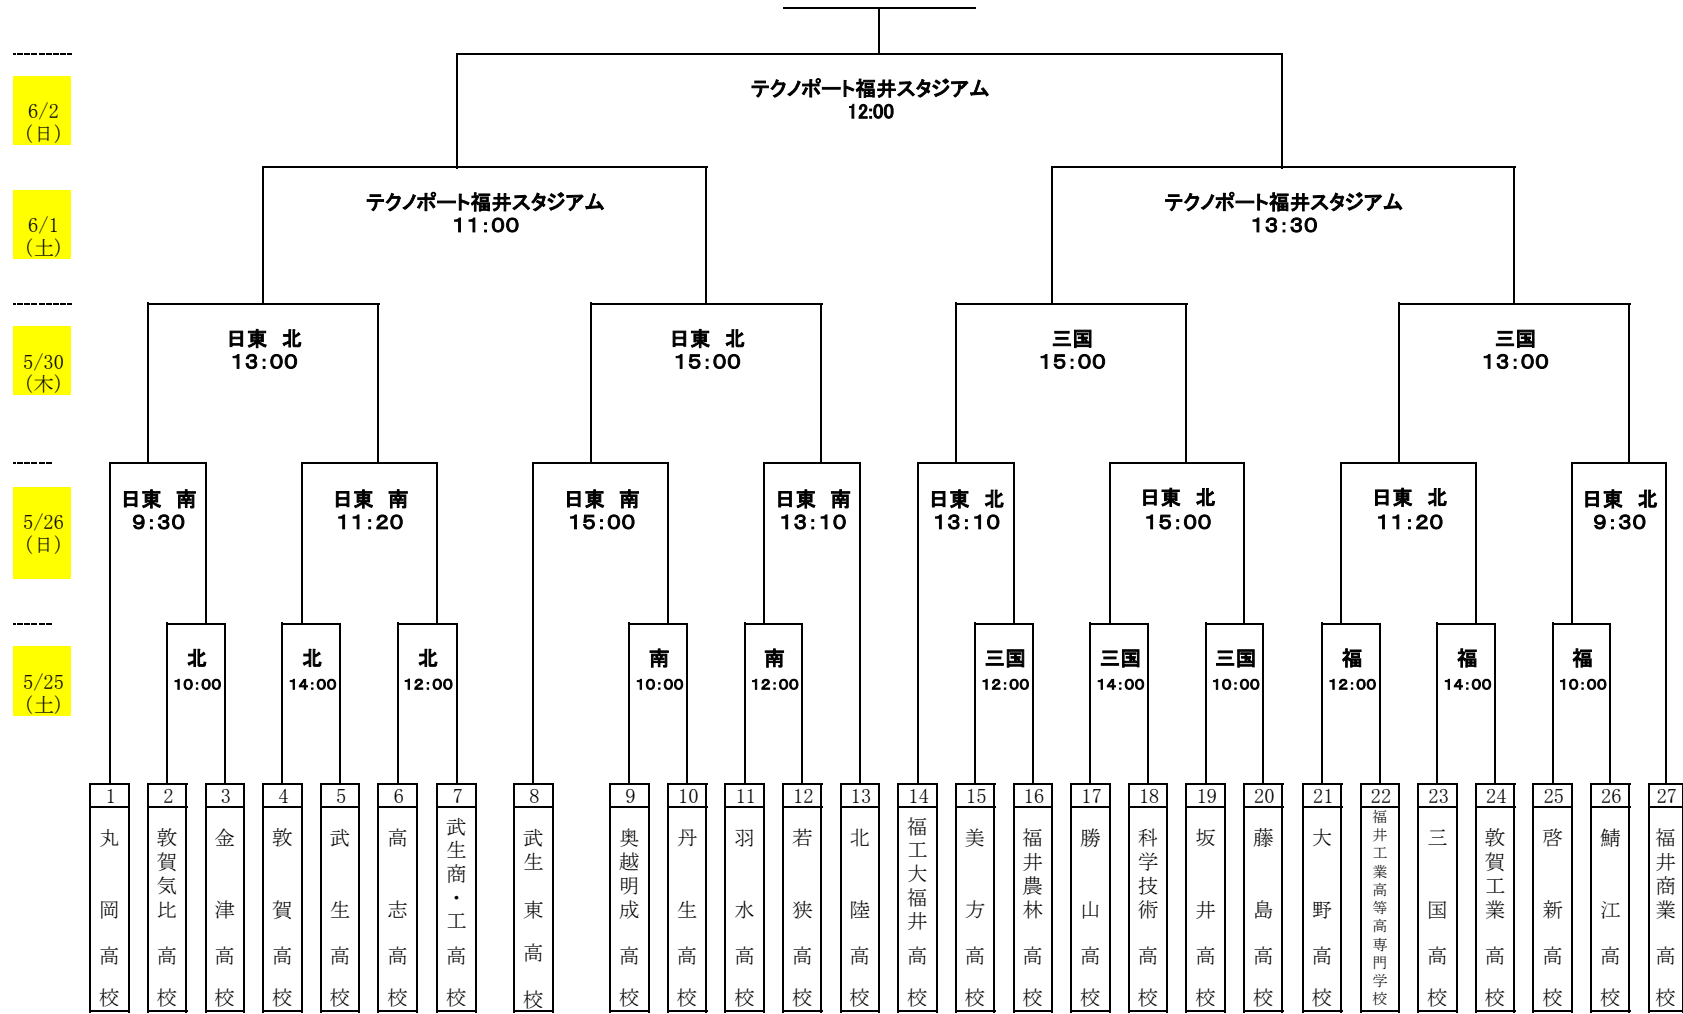 テクノポート福井スタジアム
12:00
6/2
（日）
テクノポート福井スタジアム
11:00
テクノポート福井スタジアム
13:30
6/1
（土）
日東 北
13:00
日東 北
15:00
三国
15:00
三国
13:00
5/30
（木）
日東 南
9:30
日東 南
11:20
日東 南
15:00
日東 南
13:10
日東 北
13:10
日東 北
15:00
日東 北
11:20
日東 北
9:30
5/26
（日）
北
10:00
北
14:00
北
12:00
南
10:00
南
12:00
三国
12:00
三国
14:00
三国
10:00
福
12:00
福
14:00
福
10:00
5/25
（土）
1
丸岡高校
2
敦賀気比高校
3
金津高校
4
敦賀高校
5
武生高校
6
高志高校
7
武生商・工高校
8
武生東高校
9
奥越明成高校
10
丹生高校
11
羽水高校
12
若狭高校
13
北陸高校
14
福工大福井高校
15
美方高校
16
福井農林高校
17
勝山高校
18
科学技術高校
19
坂井高校
20
藤島高校
21
大野高校
22
福井工業高等高専門学校
23
三国高校
24
敦賀工業高校
25
啓新高校
26
鯖江高校
27
福井商業高校